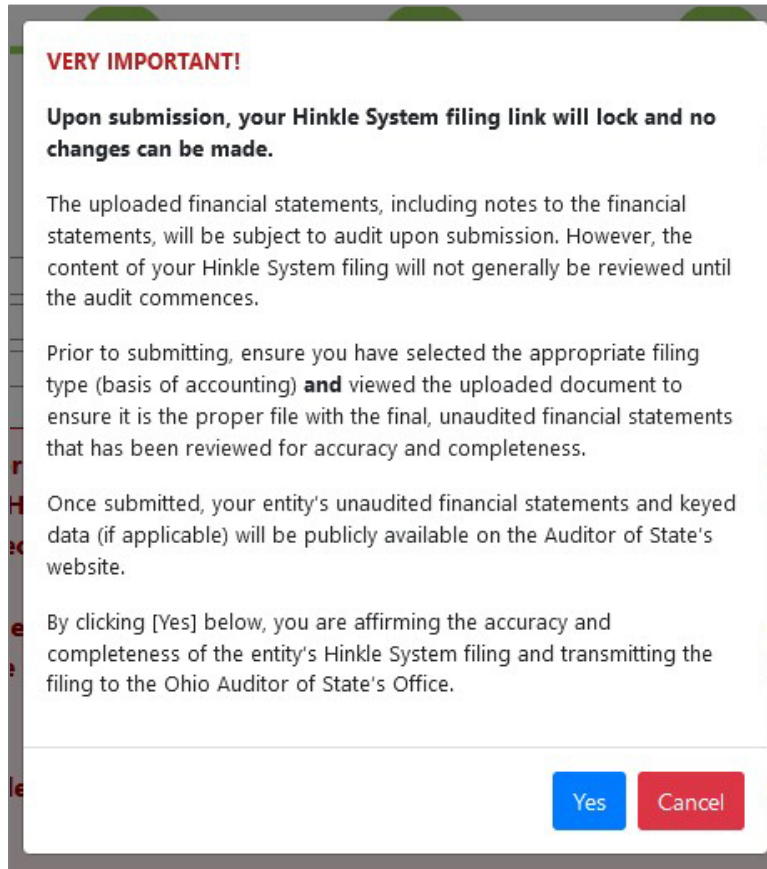 VERY IMPORTANT!
Upon submission, your Hinkle System filing link will lock and no
changes can be made.
The uploaded financial statements, including notes to the financial
statements, will be subject to audit upon submission. However, the
content of your Hinkle System filing will not generally be reviewed until
the audit commences.
Prior to submitting, ensure you have selected the appropriate filing
type (basis of accounting) and viewed the uploaded document to
ensure it is the proper file with the final, unaudited financial statements
that has been reviewed for accuracy and completeness.
Once submitted, your entity's unaudited financial statements and keyed
data (if applicable) will be publicly available on the Auditor of State's
website.
By clicking [Yes] below, you are affirming the accuracy and
completeness of the entity's Hinkle System filing and transmitting the
filing to the Ohio Auditor of State's Office.
Yes
Cancel